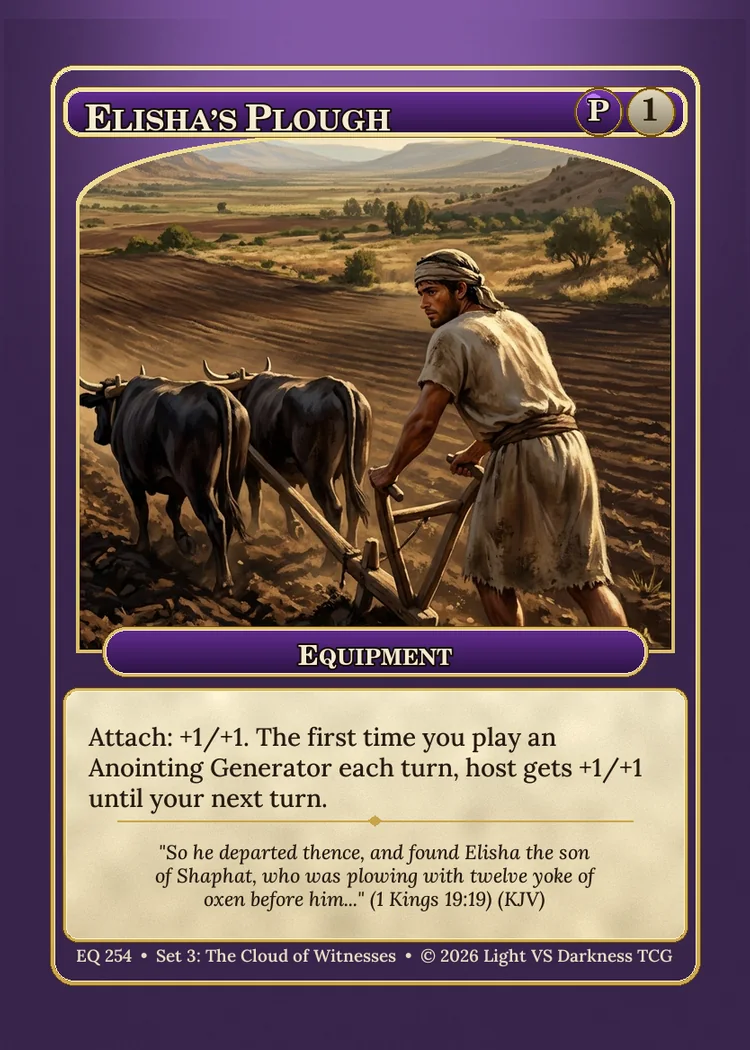 Elisha's Plough P 1
Equipment
Attach: +1/+1. The first time you play an
Anointing Generator each turn, host gets +1/+1
until your next turn.
"So he departed thence, and found Elisha the son
of Shaphat, who was plowing with twelve yoke of
oxen before him..." (1 Kings 19:19) (KJV)
EQ 254 • Set 3: The Cloud of Witnesses • © 2026 Light VS Darkness TCG